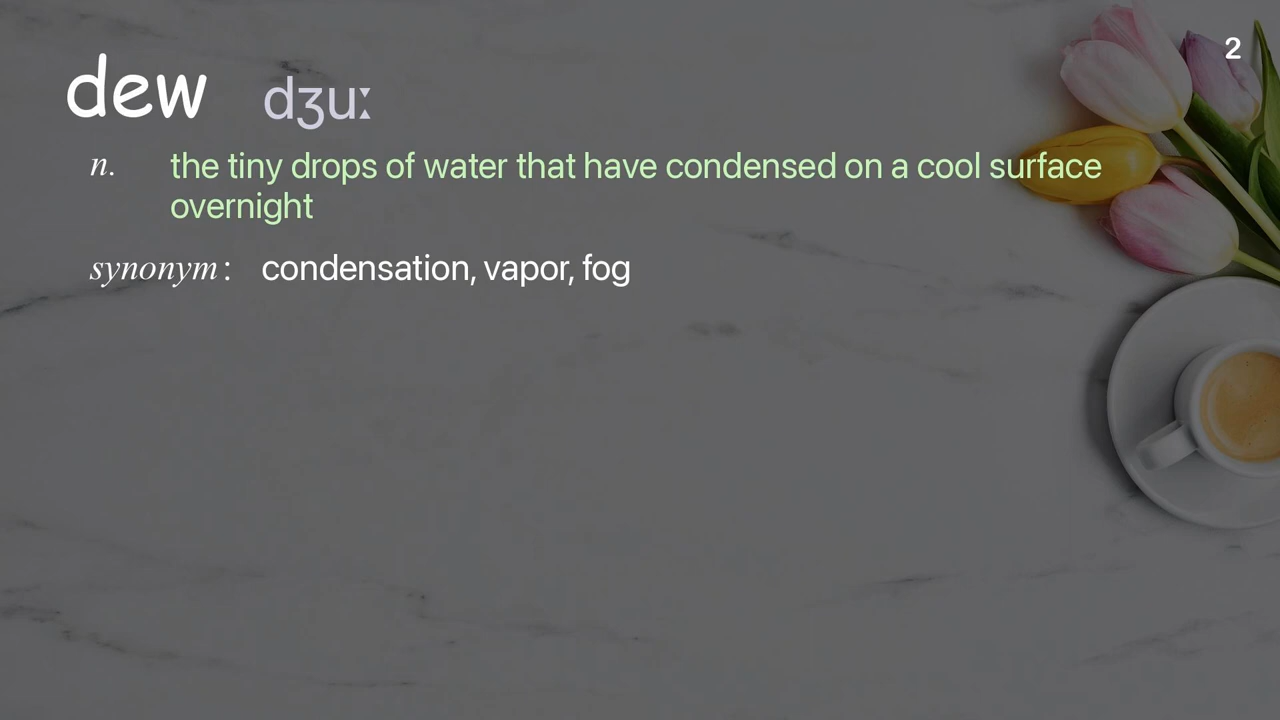 2
dew dʒuː
n. the tiny drops of water that have condensed on a cool surface
overnight
synonym : condensation, vapor, fog